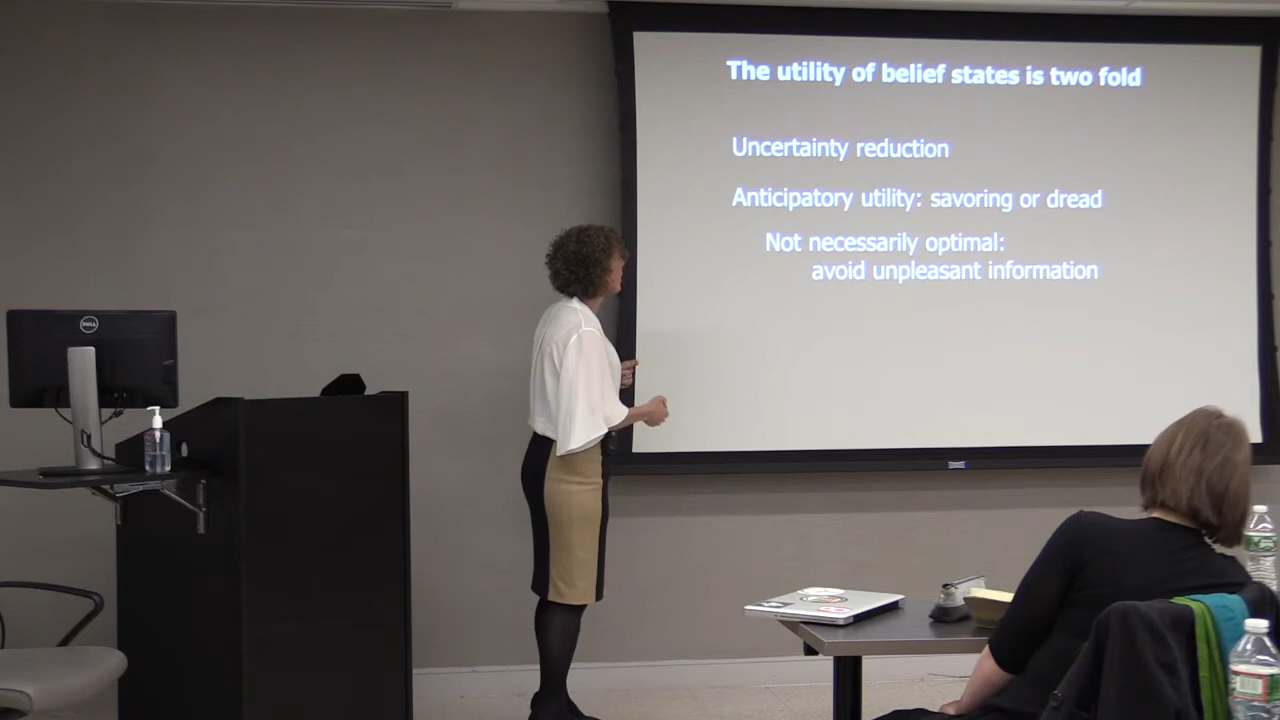 The utility of belief states is two fold
Uncertainty reduction
Anticipatory utility: savoring or dread
Not necessarily optimal:
avoid unpleasant information
DELL